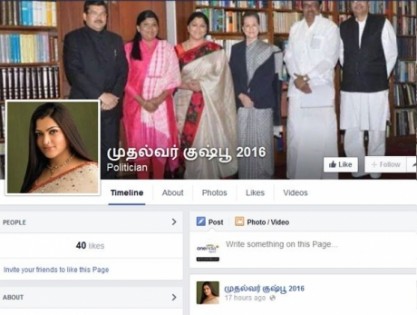 முதல்வர் குஷ்பூ 2016
Politician
Like
Follow
Timeline
About
Photos
Likes
Videos
PEOPLE
40 likes
Invite your friends to like this Page
ABOUT
Post
Photo / Video
Write something on this Page...
முதல்வர் குஷ்பூ 2016
17 hours ago